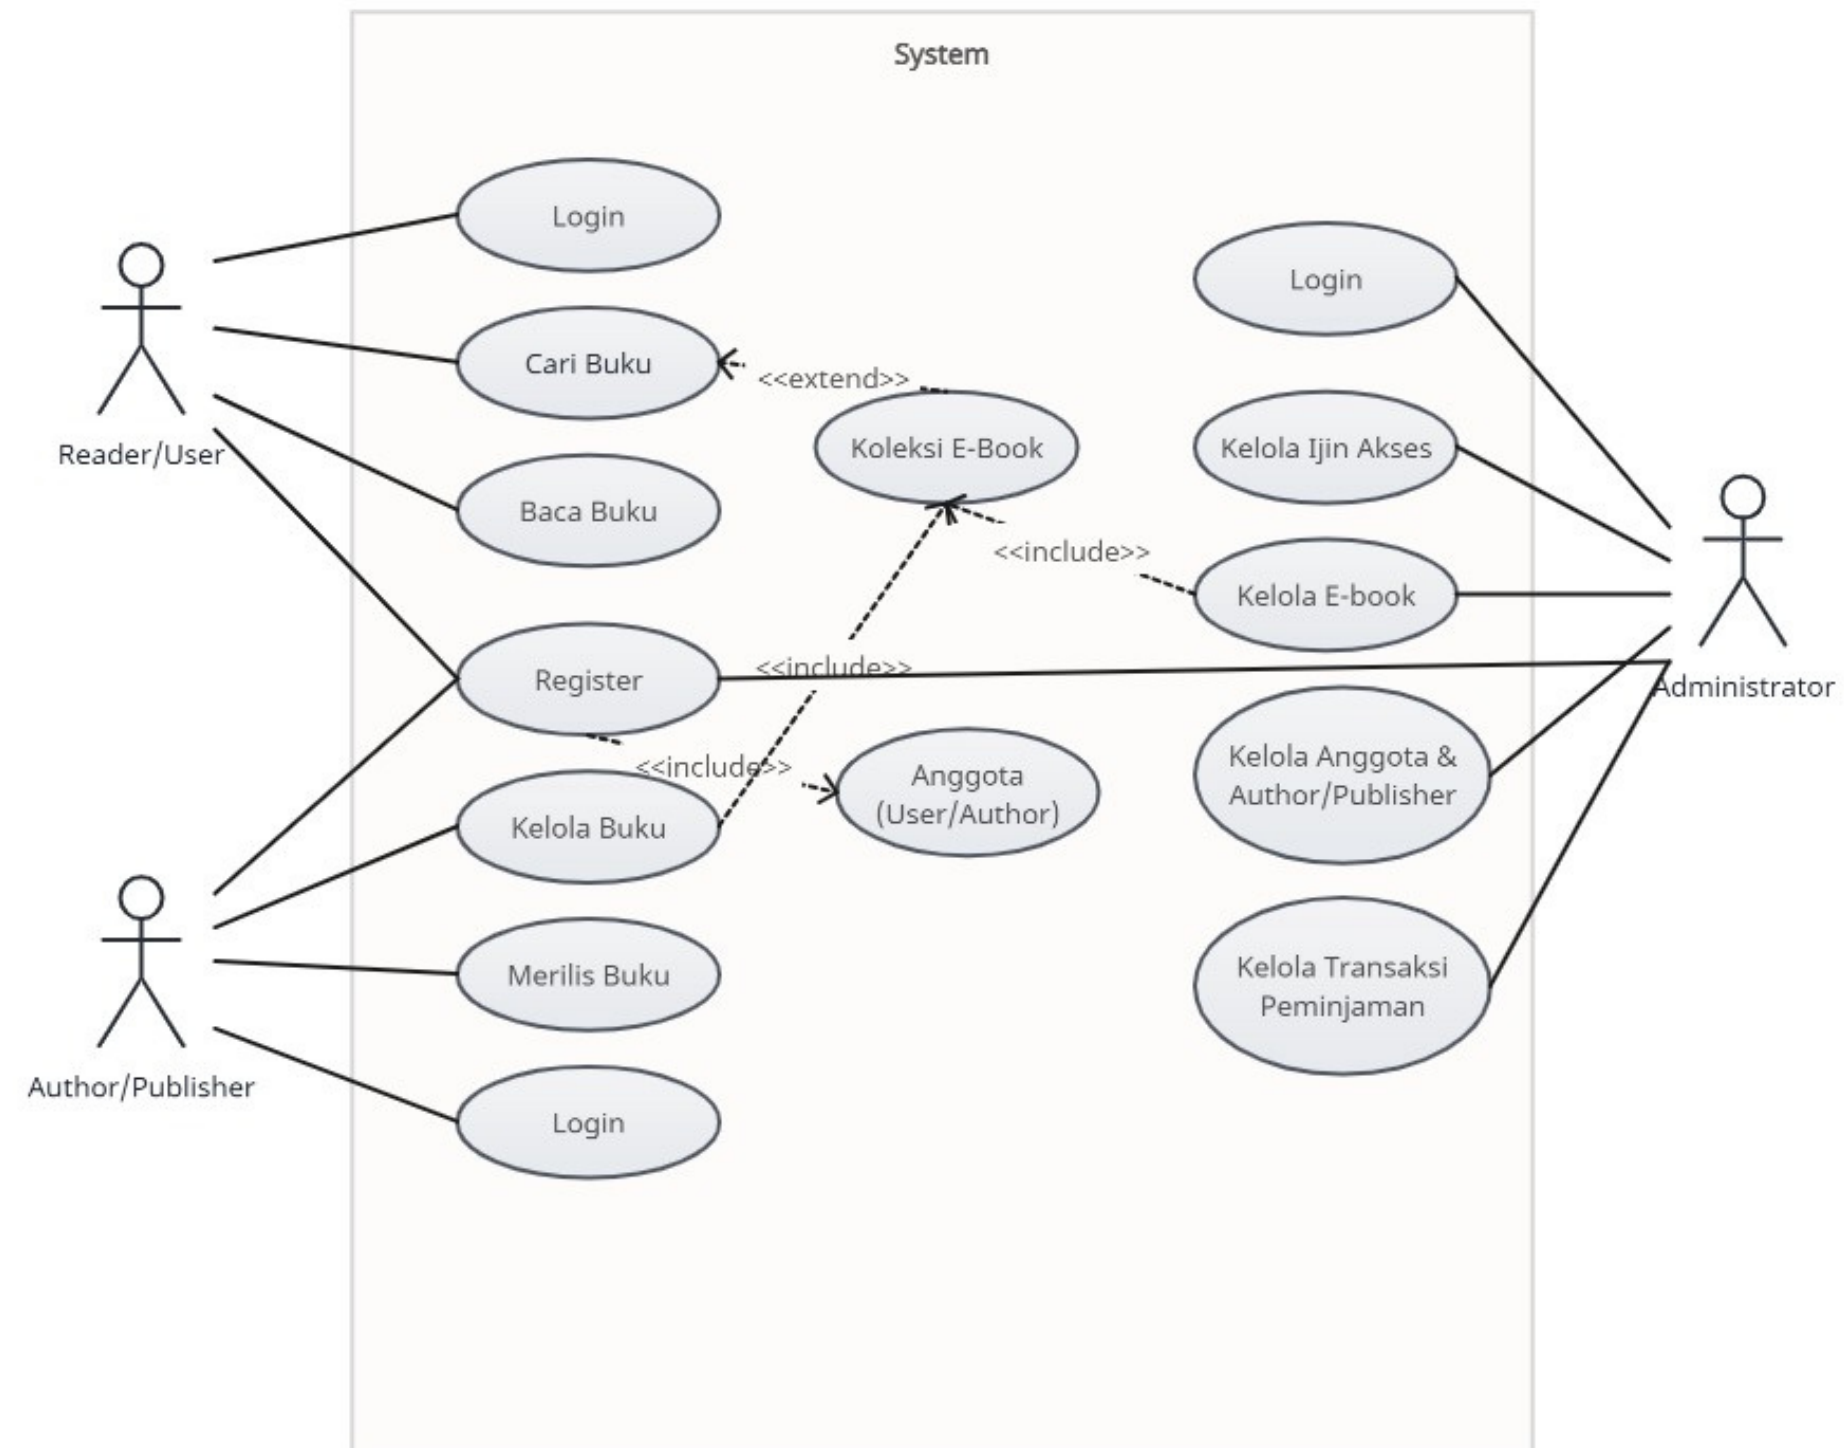 System
Login
Login
Cari Buku
<<extend>>
Koleksi E-Book
Kelola Ijin Akses
Reader/User
Baca Buku
<<include>>
Kelola E-book
<<include>>
Register
Administrator
<<include>>
Anggota
(User/Author)
Kelola Anggota &
Author/Publisher
Kelola Buku
Merilis Buku
Kelola Transaksi
Peminjaman
Author/Publisher
Login